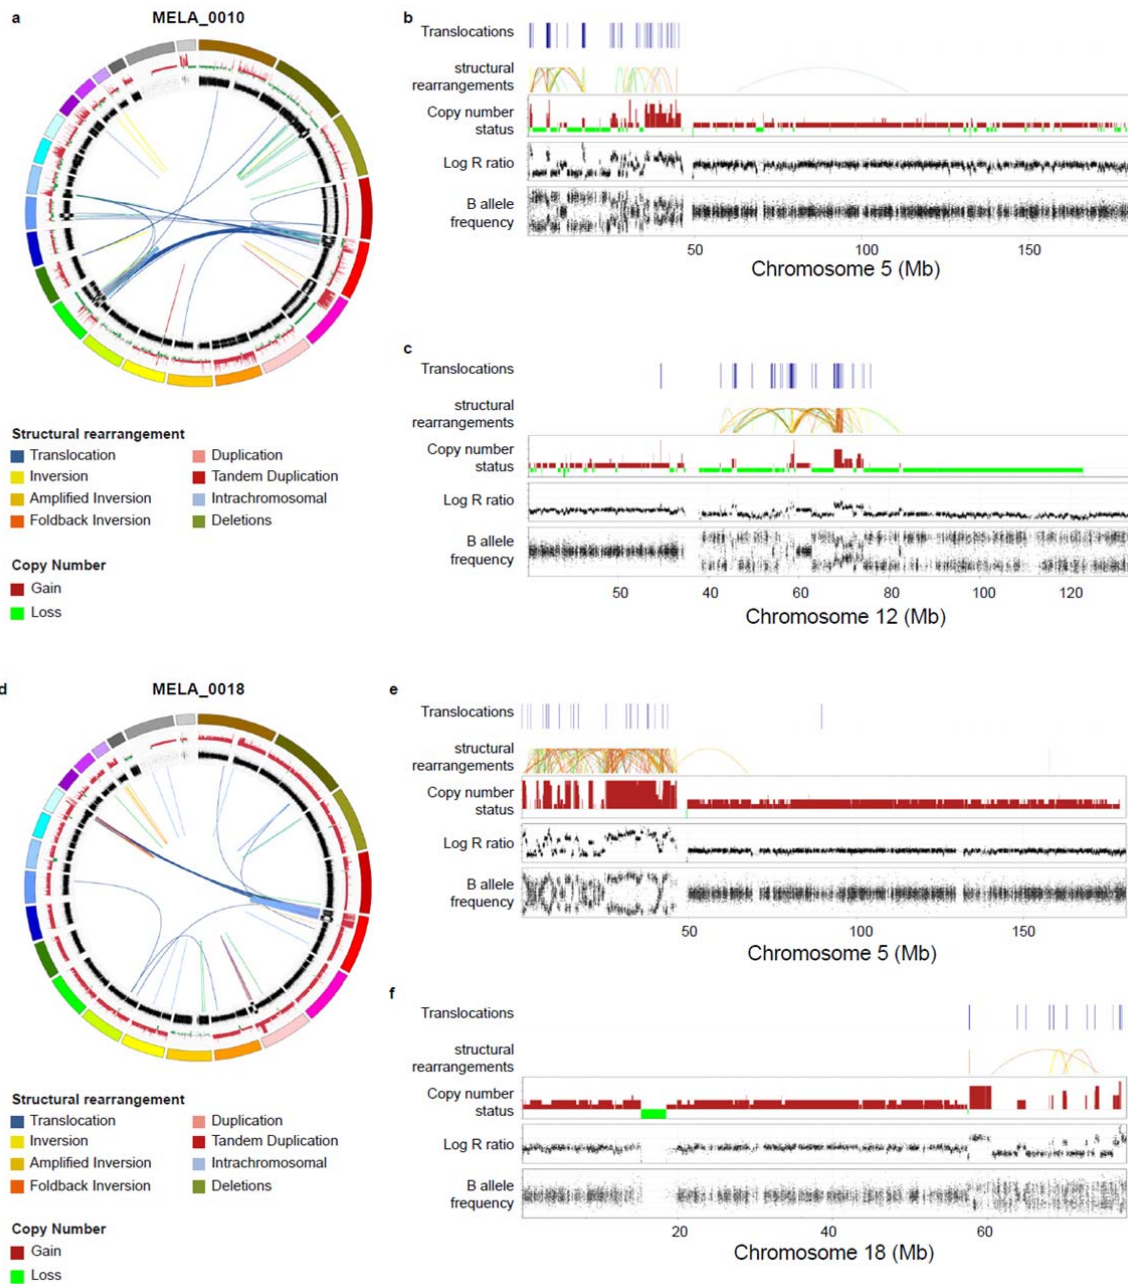 a
MELA_0010
Structural rearrangement
Translocation
Duplication
Inversion
Tandem Duplication
Amplified Inversion
Intrachromosomal
Foldback Inversion
Deletions
Copy Number
Gain
Loss
b
Translocations
structural
rearrangements
Copy number
status
Log R ratio
B allele
frequency
50 100 150
Chromosome 5 (Mb)
c
Translocations
structural
rearrangements
Copy number
status
Log R ratio
B allele
frequency
50 40 60 80 100 120
Chromosome 12 (Mb)
d
MELA_0018
Structural rearrangement
Translocation
Duplication
Inversion
Tandem Duplication
Amplified Inversion
Intrachromosomal
Foldback Inversion
Deletions
Copy Number
Gain
Loss
e
Translocations
structural
rearrangements
Copy number
status
Log R ratio
B allele
frequency
50 100 150
Chromosome 5 (Mb)
f
Translocations
structural
rearrangements
Copy number
status
Log R ratio
B allele
frequency
20 40 60
Chromosome 18 (Mb)